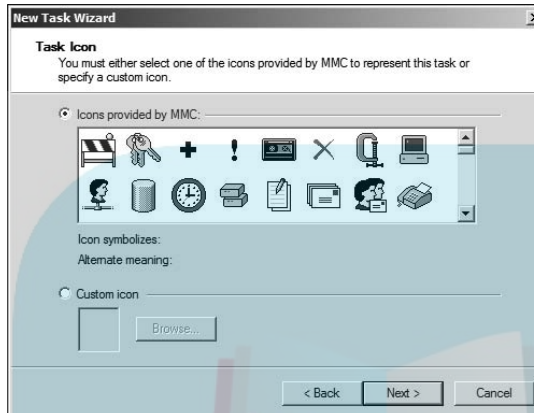 New Task Wizard
Task Icon
You must either select one of the icons provided by MMC to represent this task or
specify a custom icon.
Icons provided by MMC:
Icon symbolizes:
Alternate meaning:
Custom icon
Browse...
< Back
Next >
Cancel